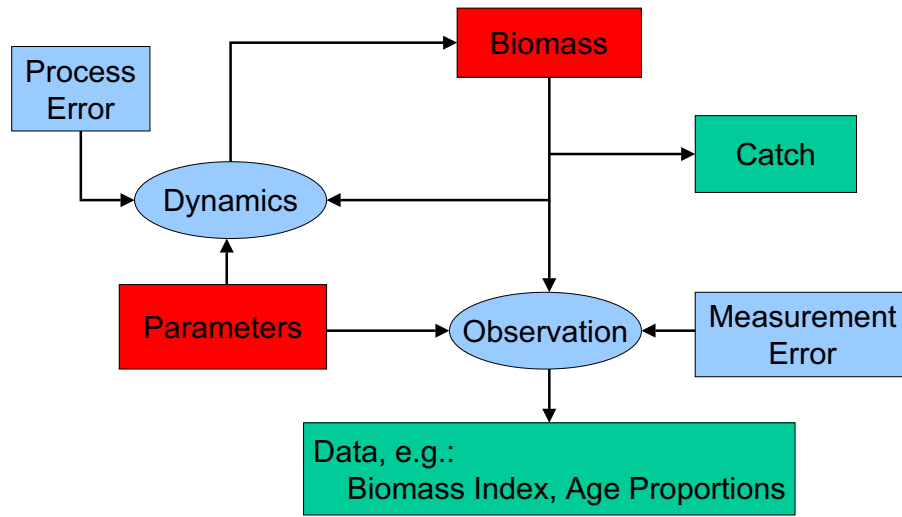 Biomass
Process
Error
Catch
Dynamics
Parameters
Observation
Measurement
Error
Data, e.g.:
Biomass Index, Age Proportions